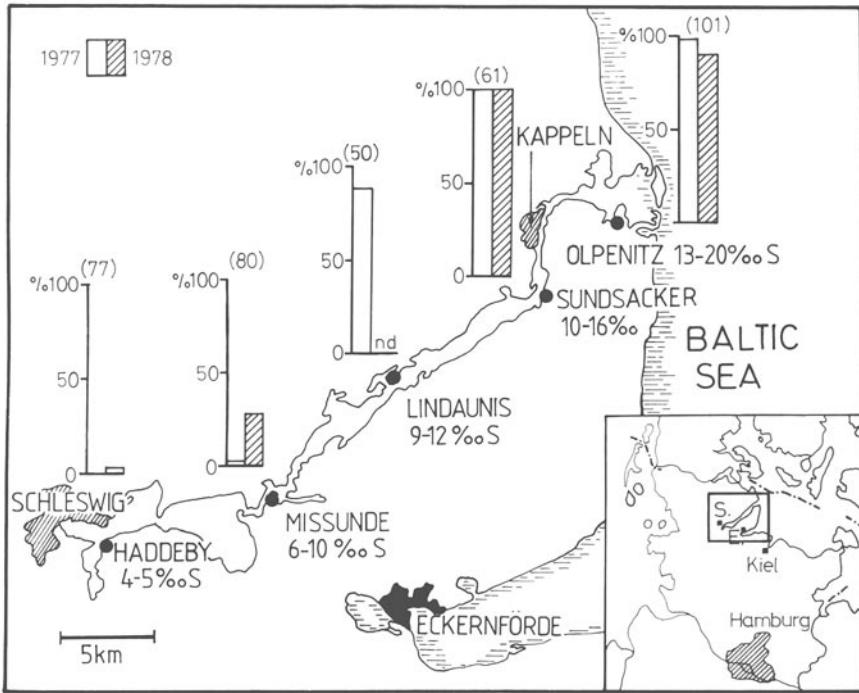 1977 1978
%100 (77)
50
0
%100 (80)
50
0
%100 (50)
50
0
nd
%100 (61)
50
0
%100 (101)
50
0
KAPPELN
OLPENITZ 13-20‰ S
SUNDSACKER
10-16‰
BALTIC
SEA
LINDAUNIS
9-12 ‰ S
SCHLESWIG
MISSUNDE
6-10 ‰ S
HADDEBY
4-5‰ S
ECKERNFÖRDE
5km
S.
E.
Kiel
Hamburg